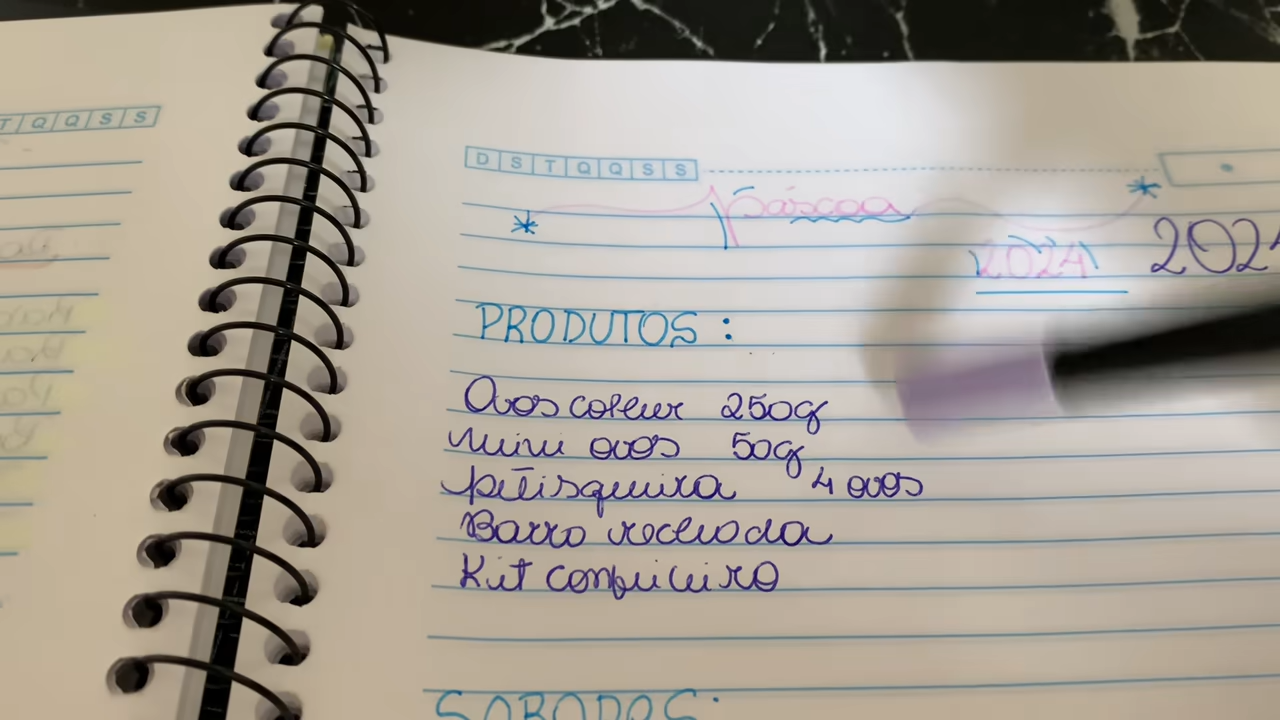 T Q Q S S
D S T Q Q S S
Páscoa
2024 2024
PRODUTOS:
Ovos colher 250g
mini ovos 50g
petisqueira 4 ovos
Barra recheada
Kit confeiteiro
SABORES: